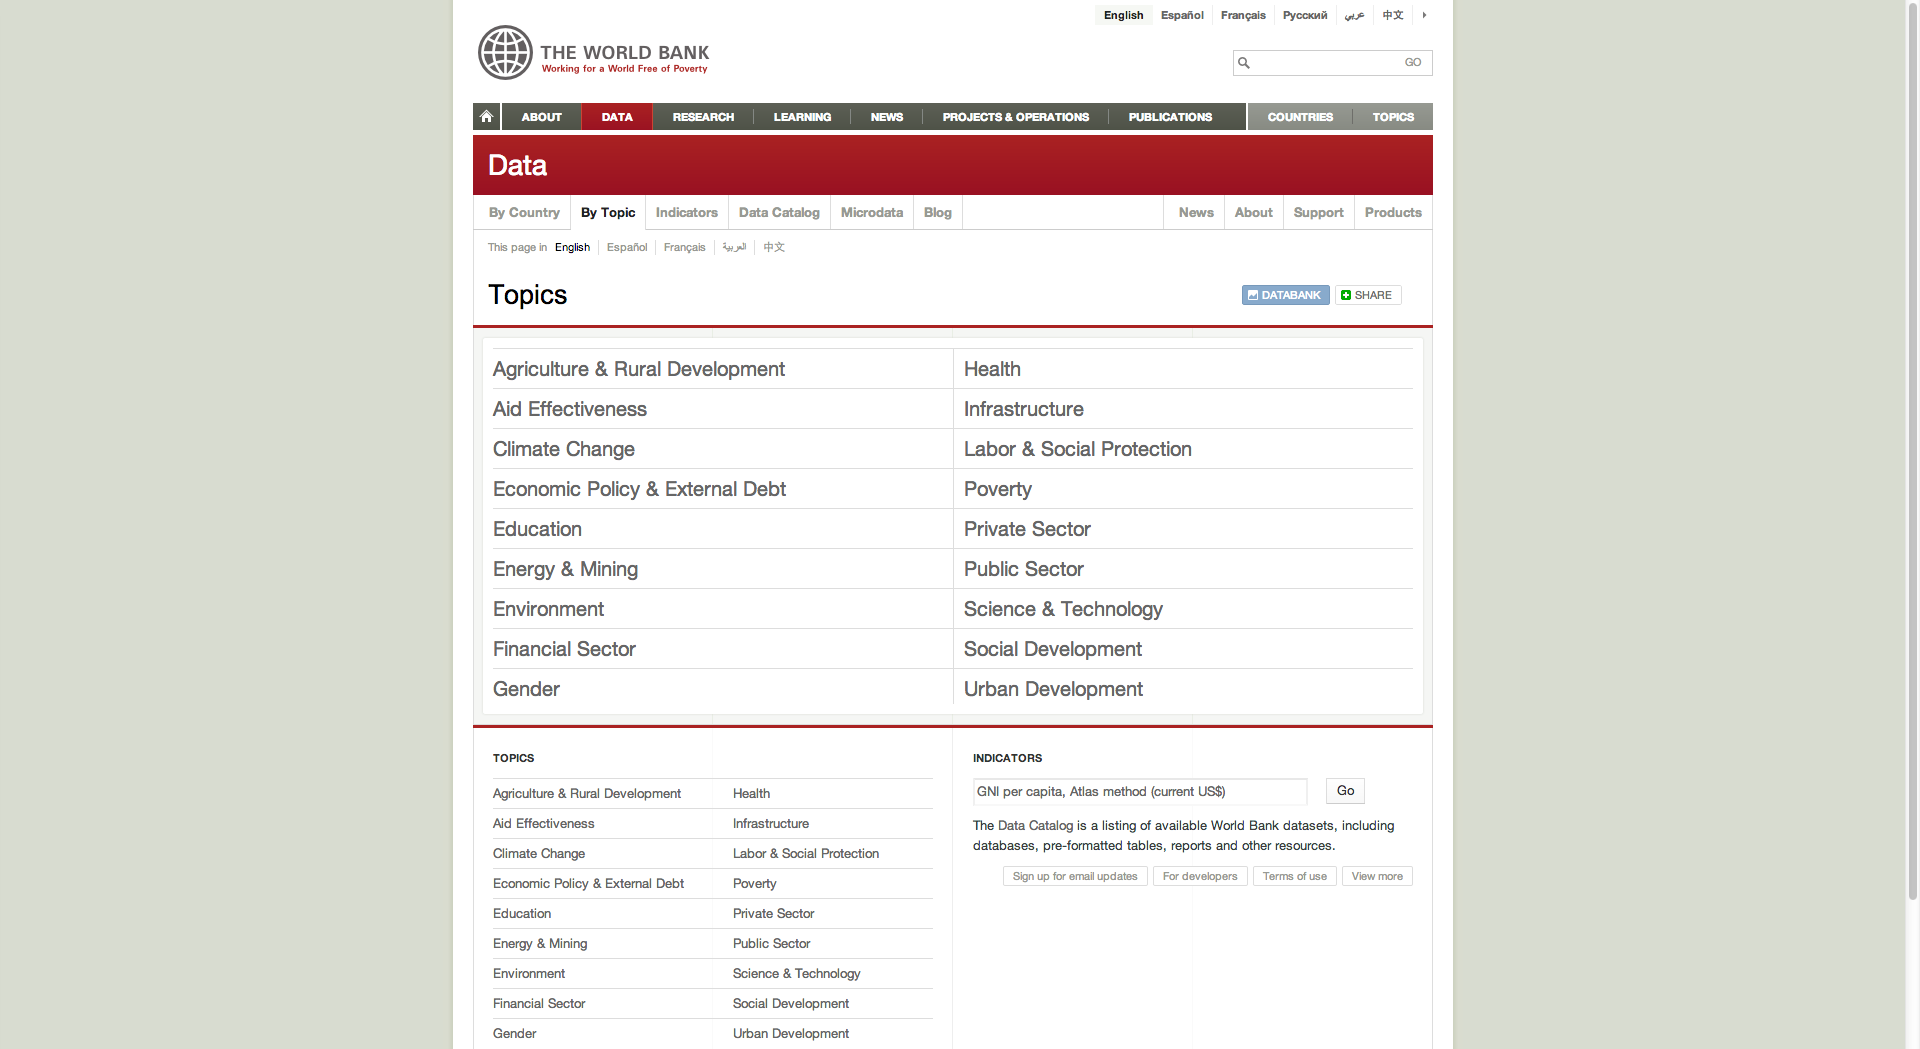 English Español Français Русский عربي 中文
THE WORLD BANK
Working for a World Free of Poverty
GO
ABOUT DATA RESEARCH LEARNING NEWS PROJECTS & OPERATIONS PUBLICATIONS COUNTRIES TOPICS
Data
By Country By Topic Indicators Data Catalog Microdata Blog News About Support Products
This page in English Español Français العربية 中文
Topics
DATABANK SHARE
Agriculture & Rural Development Health
Aid Effectiveness Infrastructure
Climate Change Labor & Social Protection
Economic Policy & External Debt Poverty
Education Private Sector
Energy & Mining Public Sector
Environment Science & Technology
Financial Sector Social Development
Gender Urban Development
TOPICS
Agriculture & Rural Development Health
Aid Effectiveness Infrastructure
Climate Change Labor & Social Protection
Economic Policy & External Debt Poverty
Education Private Sector
Energy & Mining Public Sector
Environment Science & Technology
Financial Sector Social Development
Gender Urban Development
INDICATORS
GNI per capita, Atlas method (current US$) Go
The Data Catalog is a listing of available World Bank datasets, including
databases, pre-formatted tables, reports and other resources.
Sign up for email updates For developers Terms of use View more